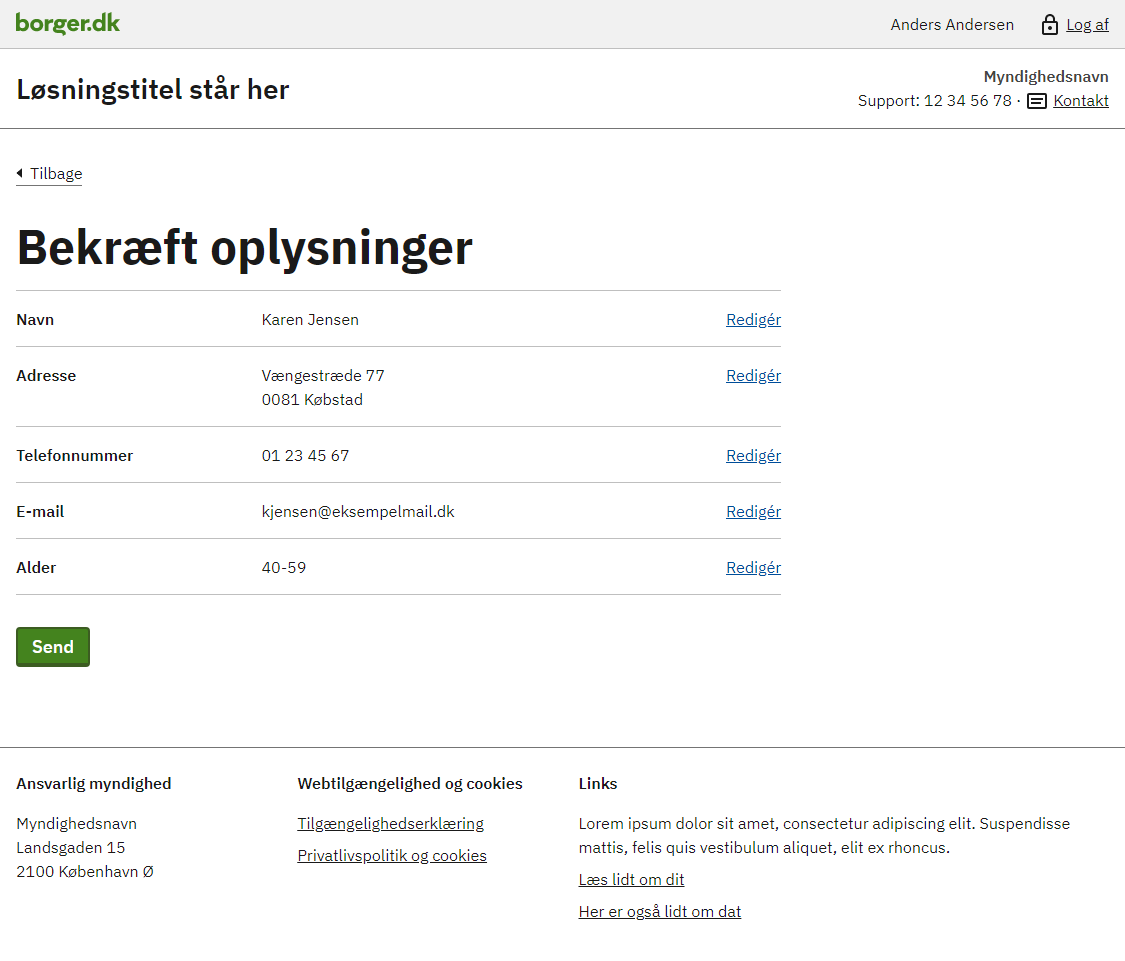 borger.dk
Anders Andersen
Log af
Løsningstitel står her
Myndighedsnavn
Support: 12 34 56 78 · Kontakt
Tilbage
Bekræft oplysninger
Navn Karen Jensen Redigér
Adresse Vængestræde 77 Redigér
0081 Købstad
Telefonnummer 01 23 45 67 Redigér
E-mail kjensen@eksempelmail.dk Redigér
Alder 40-59 Redigér
Send
Ansvarlig myndighed
Myndighedsnavn
Landsgaden 15
2100 København Ø
Webtilgængelighed og cookies
Tilgængelighedserklæring
Privatlivspolitik og cookies
Links
Lorem ipsum dolor sit amet, consectetur adipiscing elit. Suspendisse
mattis, felis quis vestibulum aliquet, elit ex rhoncus.
Læs lidt om dit
Her er også lidt om dat